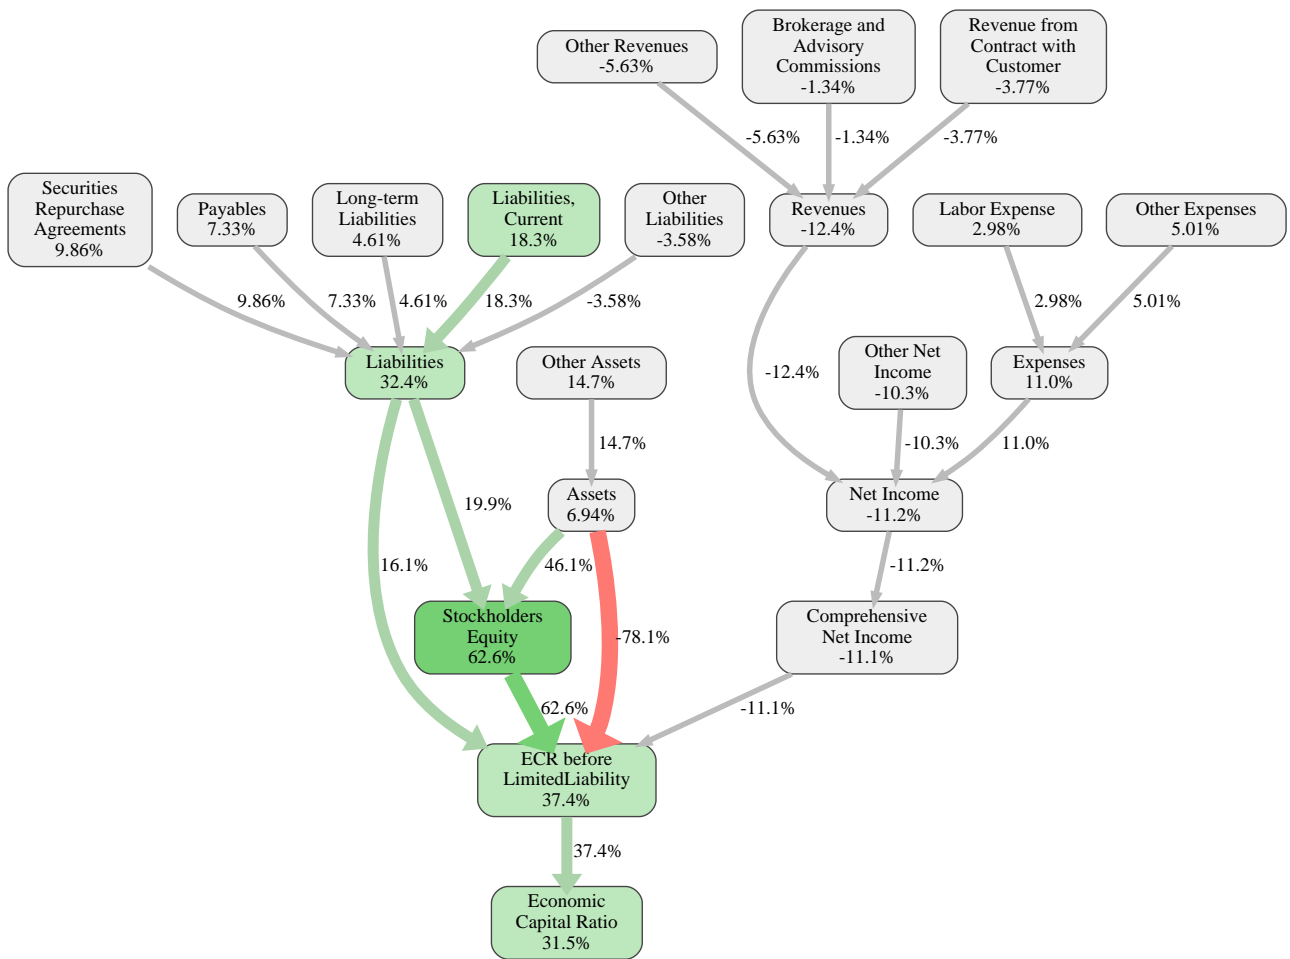 Other Revenues
-5.63%
Brokerage and
Advisory
Commissions
-1.34%
Revenue from
Contract with
Customer
-3.77%
-5.63%
-1.34%
-3.77%
Securities
Repurchase
Agreements
9.86%
Payables
7.33%
Long-term
Liabilities
4.61%
Liabilities,
Current
18.3%
Other
Liabilities
-3.58%
Revenues
-12.4%
Labor Expense
2.98%
Other Expenses
5.01%
9.86%
7.33%
4.61%
18.3%
-3.58%
2.98%
5.01%
Liabilities
32.4%
Other Assets
14.7%
-12.4%
Other Net
Income
-10.3%
Expenses
11.0%
14.7%
-10.3%
11.0%
19.9%
Assets
6.94%
Net Income
-11.2%
16.1%
46.1%
-11.2%
Stockholders
Equity
62.6%
-78.1%
Comprehensive
Net Income
-11.1%
62.6%
-11.1%
ECR before
LimitedLiability
37.4%
37.4%
Economic
Capital Ratio
31.5%